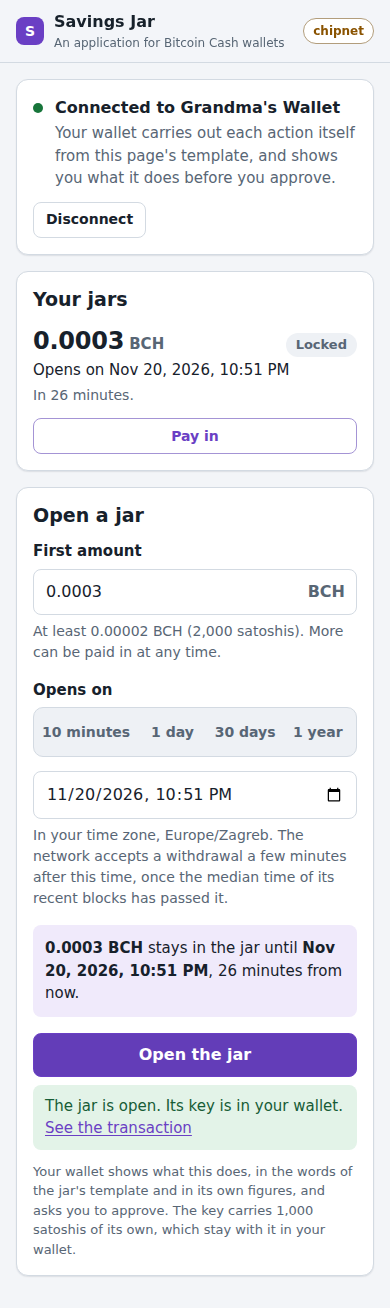 S
Savings Jar
An application for Bitcoin Cash wallets
chipnet
Connected to Grandma's Wallet
Your wallet carries out each action itself
from this page's template, and shows
you what it does before you approve.
Disconnect
Your jars
0.0003 BCH
Locked
Opens on Nov 20, 2026, 10:51 PM
In 26 minutes.
Pay in
Open a jar
First amount
0.0003 BCH
At least 0.00002 BCH (2,000 satoshis). More
can be paid in at any time.
Opens on
10 minutes 1 day 30 days 1 year
11/20/2026, 10:51 PM
In your time zone, Europe/Zagreb. The
network accepts a withdrawal a few minutes
after this time, once the median time of its
recent blocks has passed it.
0.0003 BCH stays in the jar until Nov
20, 2026, 10:51 PM, 26 minutes from
now.
Open the jar
The jar is open. Its key is in your wallet.
See the transaction
Your wallet shows what this does, in the words of
the jar's template and in its own figures, and
asks you to approve. The key carries 1,000
satoshis of its own, which stay with it in your
wallet.